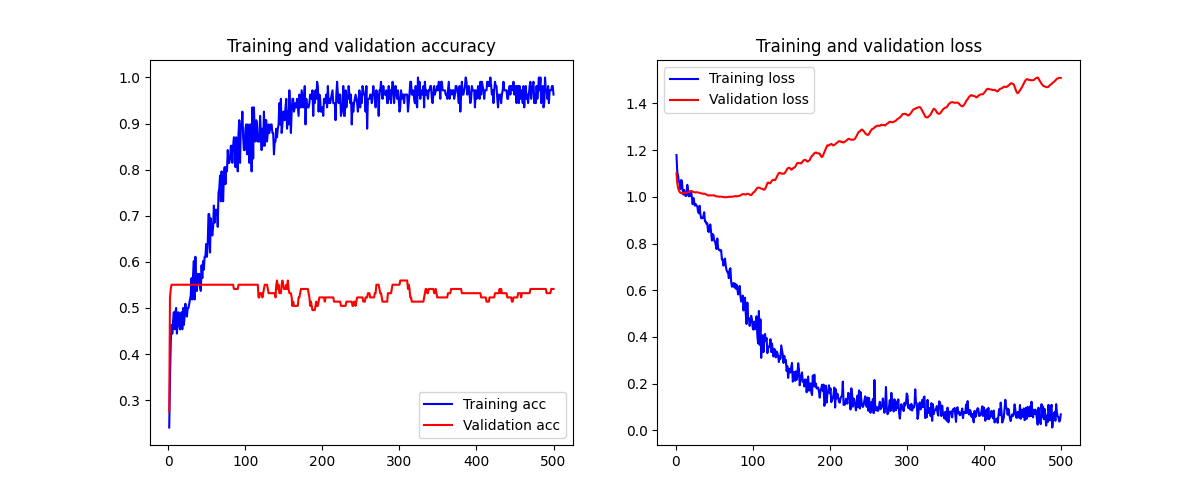 Training and validation accuracy
1.0
0.9
0.8
0.7
0.6
0.5
0.4
0.3
Training acc
Validation acc
0 100 200 300 400 500
Training and validation loss
Training loss
Validation loss
1.4
1.2
1.0
0.8
0.6
0.4
0.2
0.0
0 100 200 300 400 500